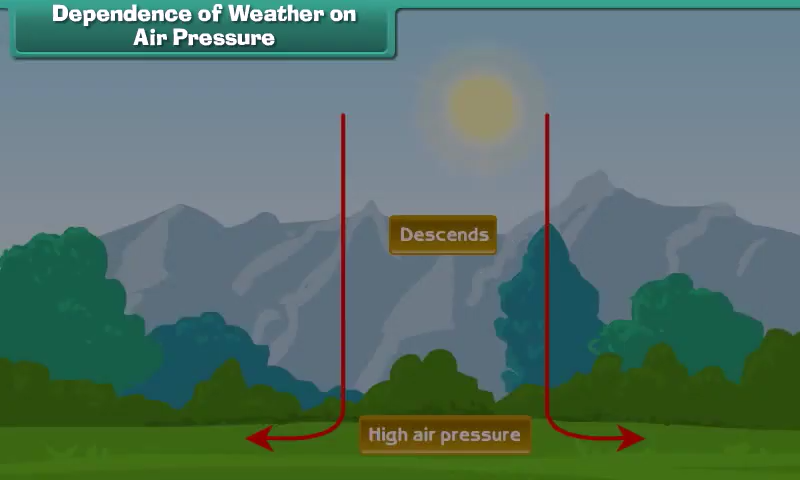 Dependence of Weather on
Air Pressure
Descends
High air pressure